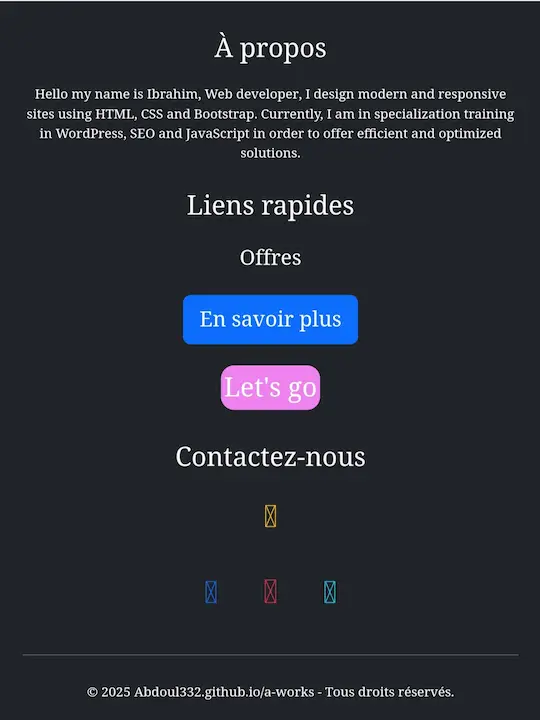 À propos
Hello my name is Ibrahim, Web developer, I design modern and responsive
sites using HTML, CSS and Bootstrap. Currently, I am in specialization training
in WordPress, SEO and JavaScript in order to offer efficient and optimized
solutions.
Liens rapides
Offres
En savoir plus
Let's go
Contactez-nous
© 2025 Abdoul332.github.io/a-works - Tous droits réservés.